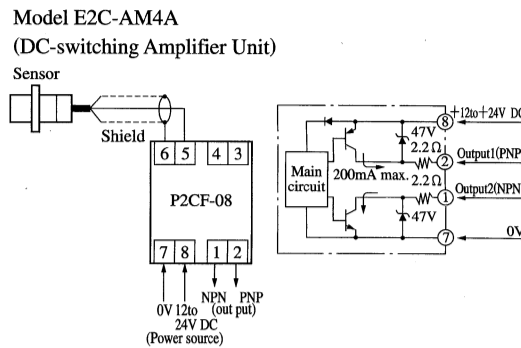 Model E2C-AM4A
(DC-switching Amplifier Unit)
Sensor
Shield
6 5 4 3
P2CF-08
7 8 1 2
NPN PNP
(out put)
0V 12to
24V DC
(Power source)
8 +12to+24V DC
47V
2.2Ω
2 Output1(PNP
Main
circuit
200mA max.
2.2Ω
1 Output2(NPN
47V
7 0V